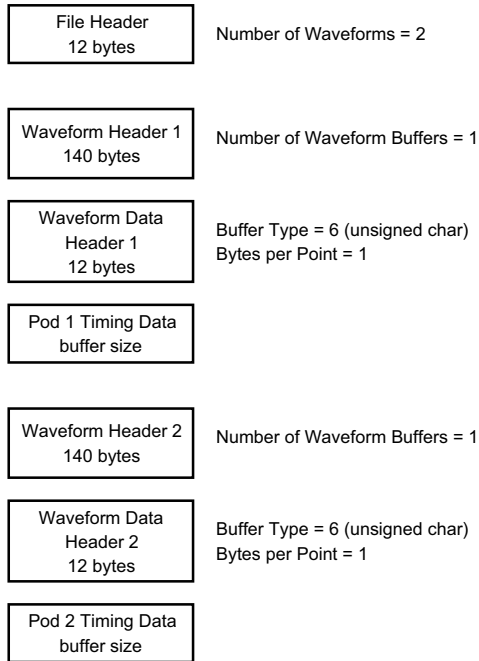 File Header
12 bytes
Number of Waveforms = 2
Waveform Header 1
140 bytes
Number of Waveform Buffers = 1
Waveform Data
Header 1
12 bytes
Buffer Type = 6 (unsigned char)
Bytes per Point = 1
Pod 1 Timing Data
buffer size
Waveform Header 2
140 bytes
Number of Waveform Buffers = 1
Waveform Data
Header 2
12 bytes
Buffer Type = 6 (unsigned char)
Bytes per Point = 1
Pod 2 Timing Data
buffer size